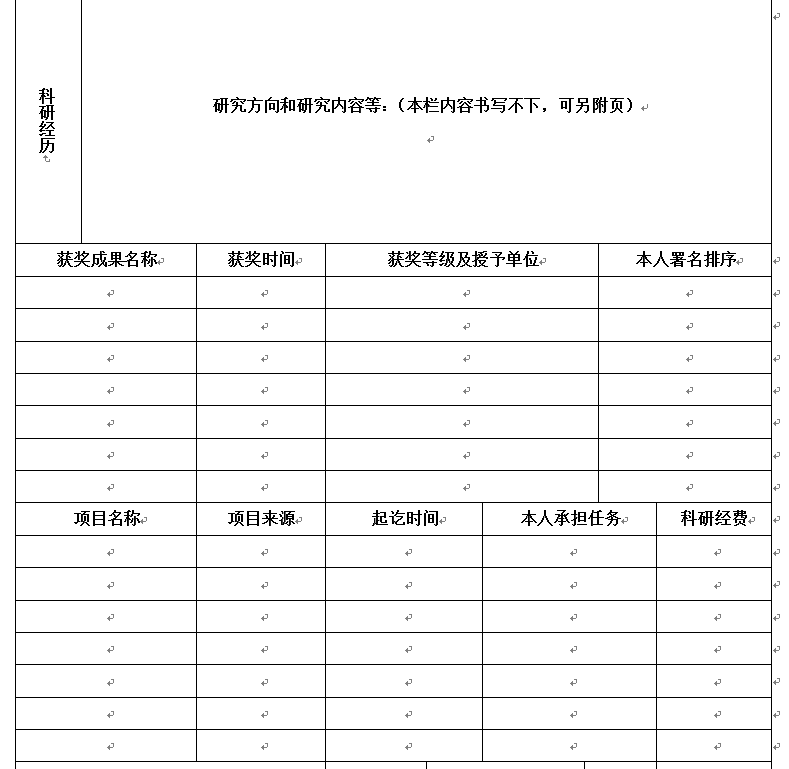 科研经历
研究方向和研究内容等：（本栏内容书写不下，可另附页）
获奖成果名称 获奖时间 获奖等级及授予单位 本人署名排序
项目名称 项目来源 起讫时间 本人承担任务 科研经费